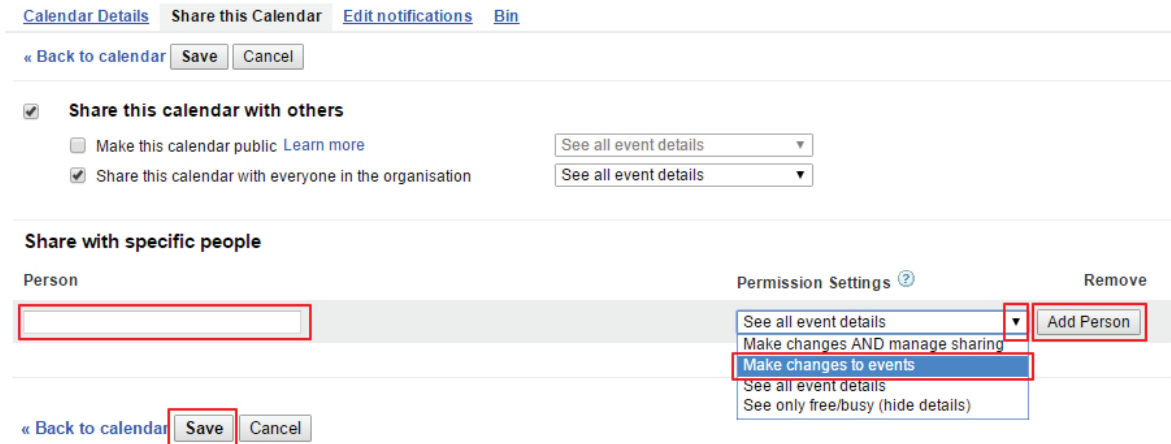 Calendar Details Share this Calendar Edit notifications Bin
« Back to calendar Save Cancel
Share this calendar with others
Make this calendar public Learn more See all event details
Share this calendar with everyone in the organisation See all event details
Share with specific people
Person Permission Settings ? Remove
See all event details Add Person
Make changes AND manage sharing
Make changes to events
See all event details
See only free/busy (hide details)
« Back to calendar Save Cancel